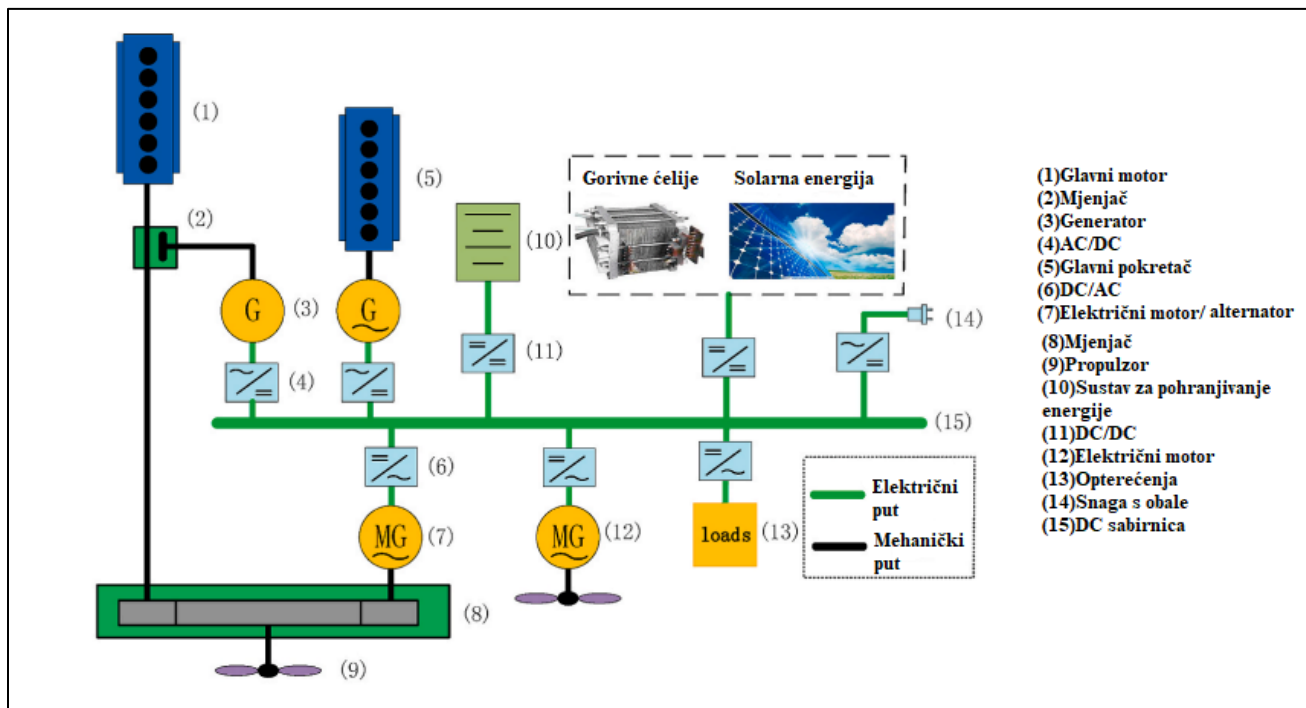 (1)
(2)
(3)
(4)
(5)
(10)
(11)
Gorivne ćelije
Solarna energija
(14)
(15)
G
G
(6)
MG
(7)
MG
(12)
loads
(13)
(8)
(9)
Električni
put
Mehanički
put
(1)Glavni motor
(2)Mjenjač
(3)Generator
(4)AC/DC
(5)Glavni pokretač
(6)DC/AC
(7)Električni motor/ alternator
(8)Mjenjač
(9)Propulzor
(10)Sustav za pohranjivanje
energije
(11)DC/DC
(12)Električni motor
(13)Opterećenja
(14)Snaga s obale
(15)DC sabirnica